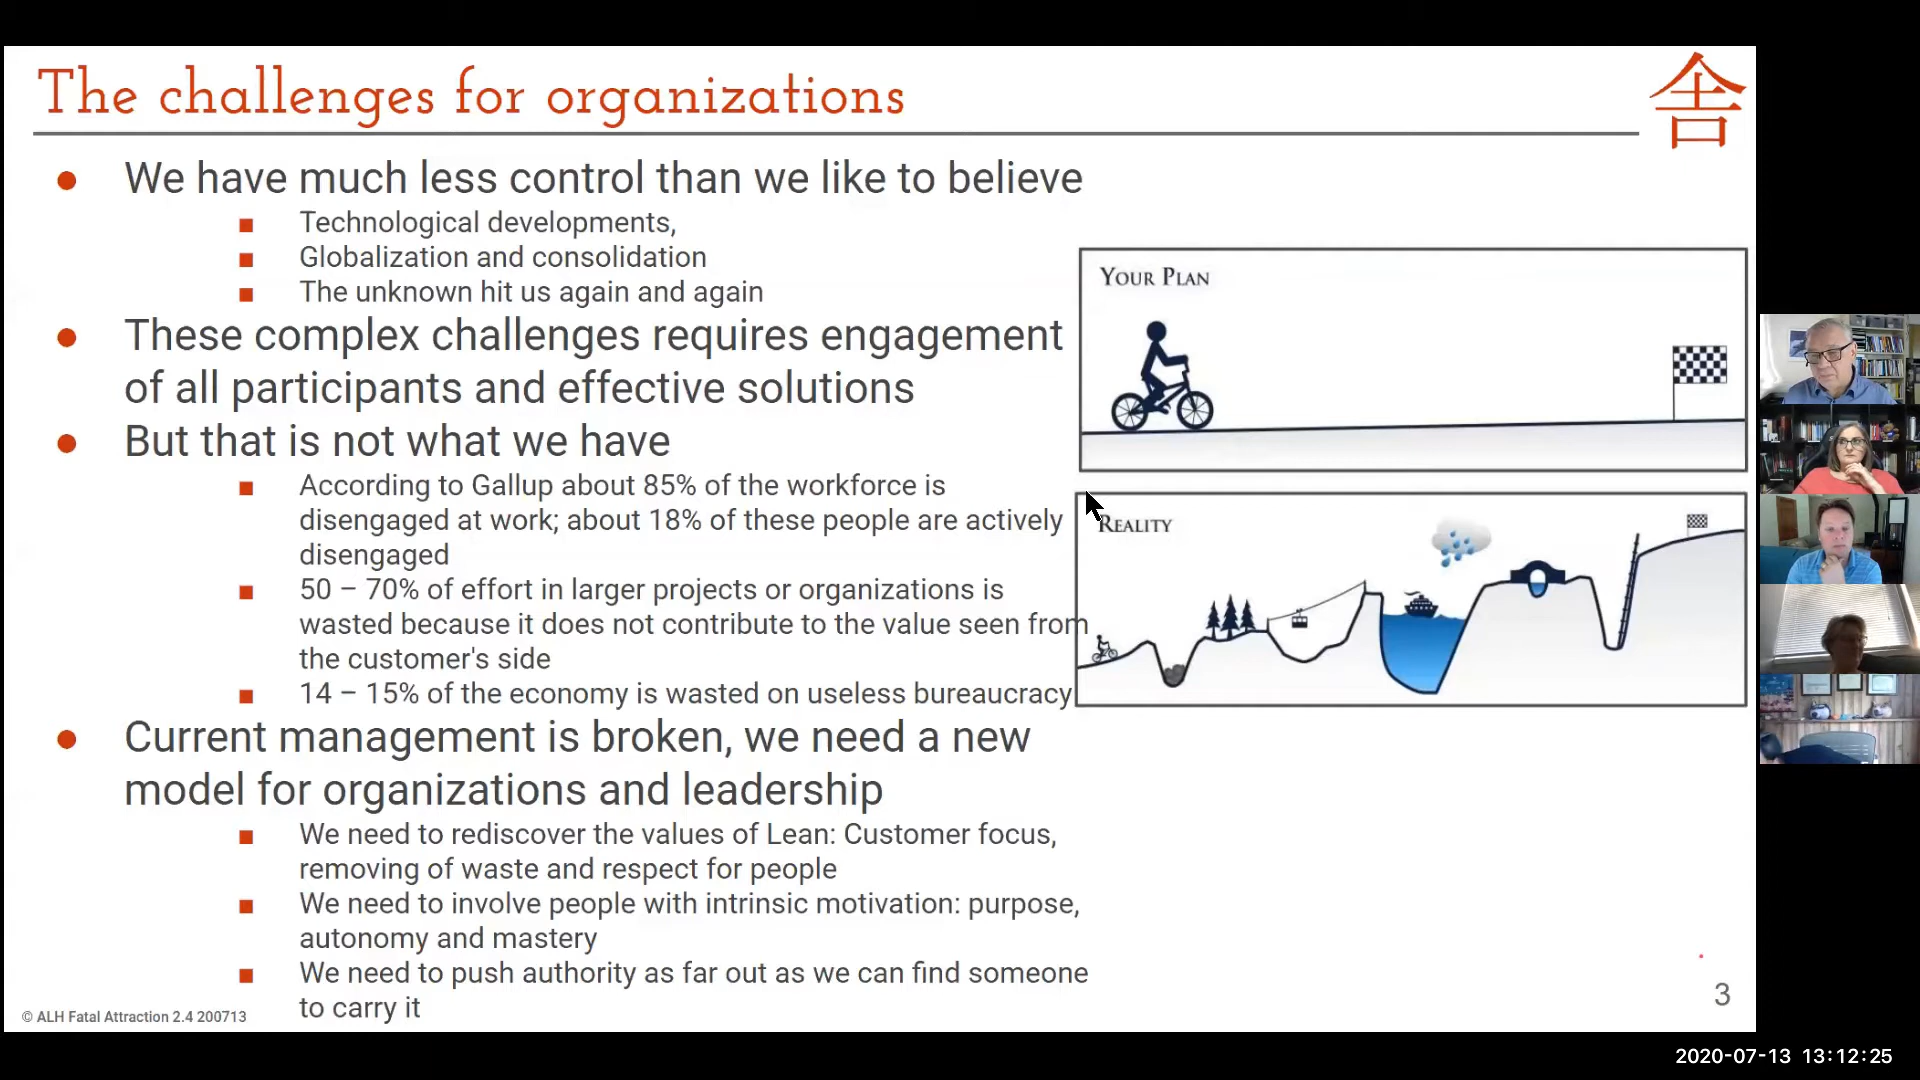 The challenges for organizations
舍
We have much less control than we like to believe
Technological developments,
Globalization and consolidation
The unknown hit us again and again
These complex challenges requires engagement
of all participants and effective solutions
But that is not what we have
According to Gallup about 85% of the workforce is
disengaged at work; about 18% of these people are actively
disengaged
50 – 70% of effort in larger projects or organizations is
wasted because it does not contribute to the value seen from
the customer's side
14 – 15% of the economy is wasted on useless bureaucracy
Current management is broken, we need a new
model for organizations and leadership
We need to rediscover the values of Lean: Customer focus,
removing of waste and respect for people
We need to involve people with intrinsic motivation: purpose,
autonomy and mastery
We need to push authority as far out as we can find someone
to carry it
YOUR PLAN
REALITY
© ALH Fatal Attraction 2.4 200713
3
2020-07-13 13:12:25